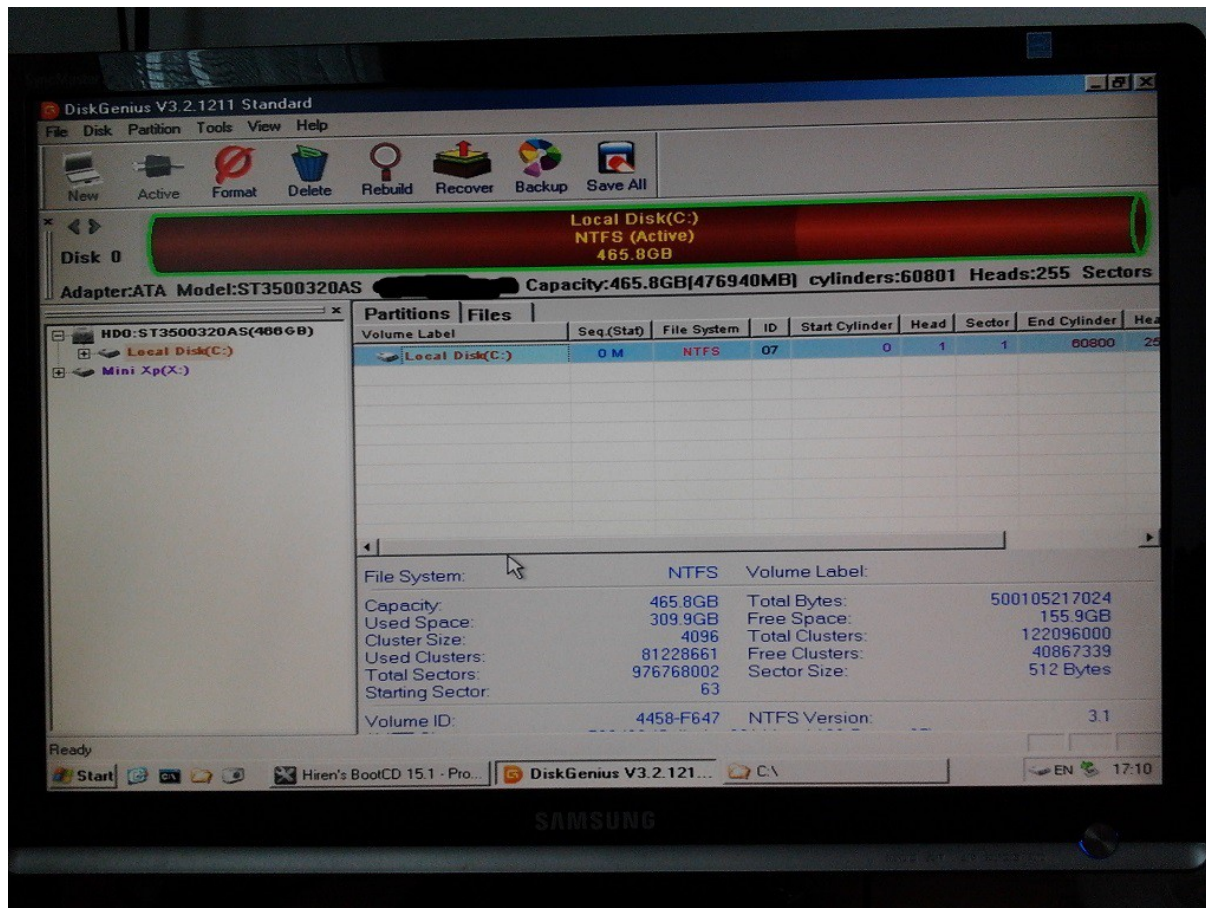 DiskGenius V3.2.1211 Standard
File Disk Partition Tools View Help
New Active Format Delete Rebuild Recover Backup Save All
Local Disk(C:)
NTFS (Active)
465.8GB
Disk 0
Adapter:ATA Model:ST3500320AS Capacity:465.8GB(476940MB) cylinders:60801 Heads:255 Sectors
HD0:ST3500320AS(466GB)
Local Disk(C:)
Mini Xp(X:)
Partitions Files
Volume Label Seq.(Stat) File System ID Start Cylinder Head Sector End Cylinder Hea
Local Disk(C:) 0 M NTFS 07 0 1 1 60800 25
File System: NTFS Volume Label:
Capacity: 465.8GB Total Bytes: 500105217024
Used Space: 309.9GB Free Space: 155.9GB
Cluster Size: 4096 Total Clusters: 122096000
Used Clusters: 81228661 Free Clusters: 40867339
Total Sectors: 976768002 Sector Size: 512 Bytes
Starting Sector: 63
Volume ID: 4458-F647 NTFS Version: 3.1
Ready
Start Hiren's BootCD 15.1 - Pro... DiskGenius V3.2.121... C:\ EN 17:10
SAMSUNG